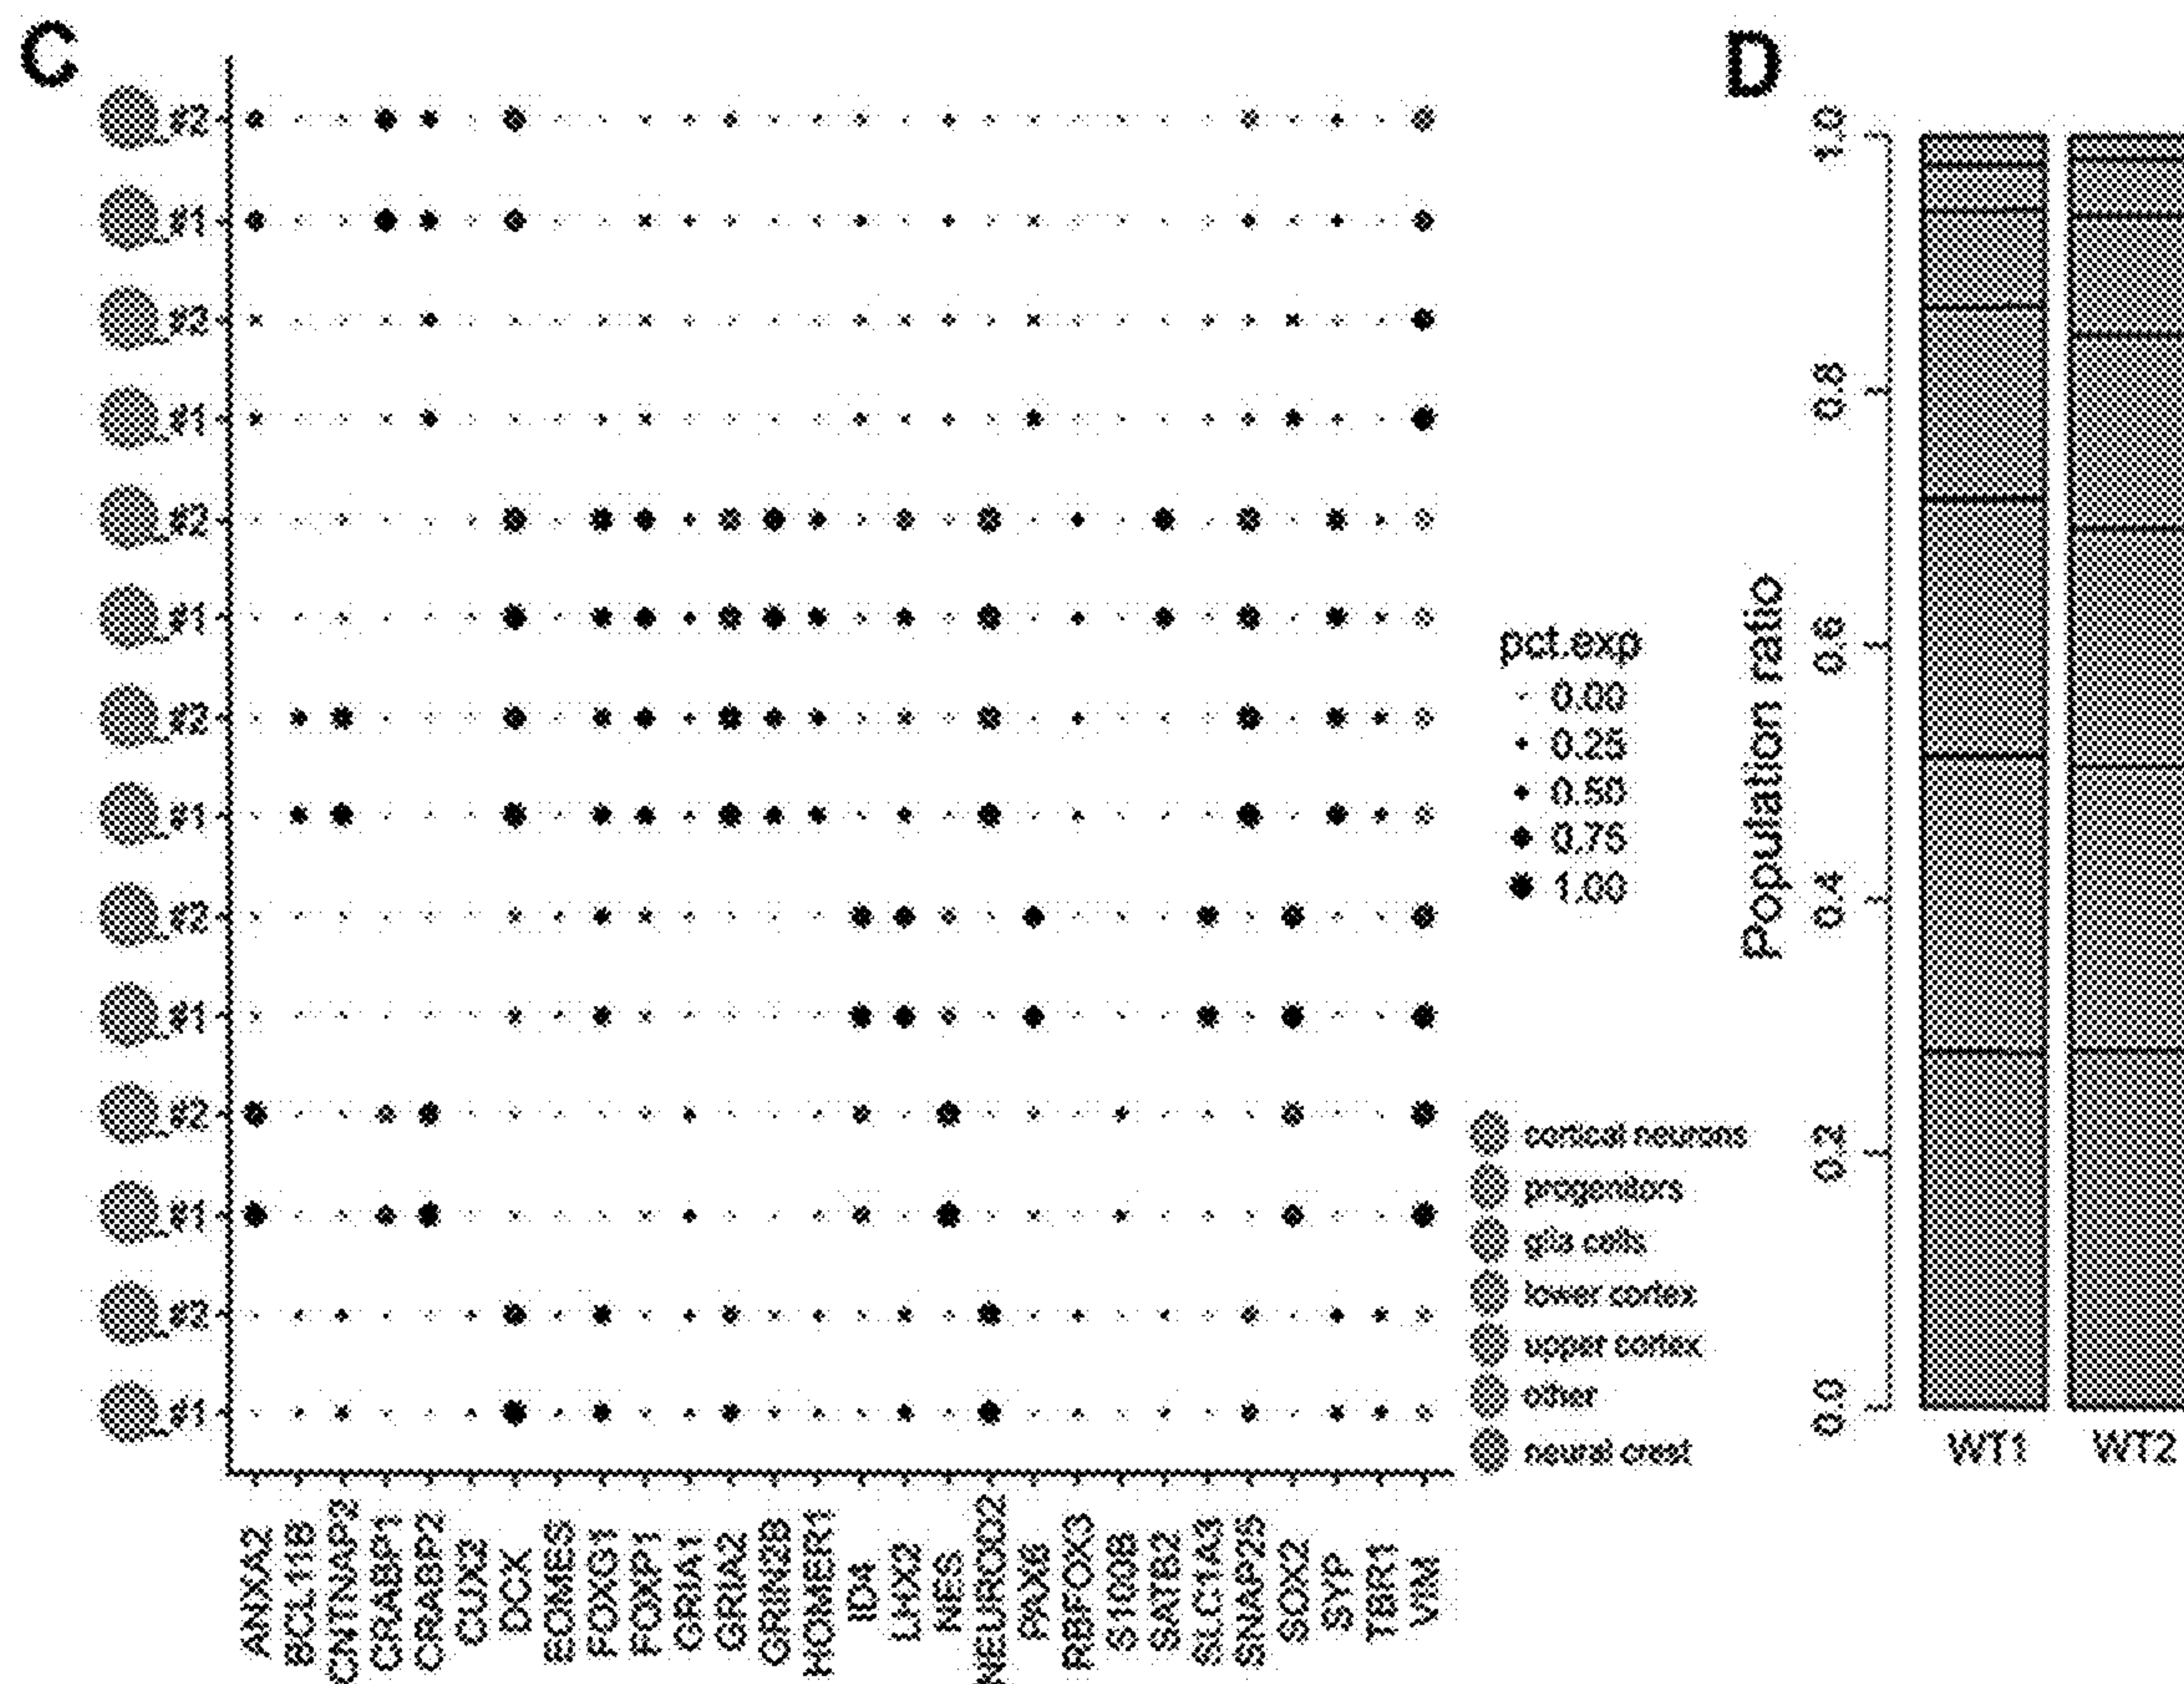 C
#2
#1
#2
#1
#2
#1
#2
#1
#2
#1
#2
#1
#2
#1
ANXA2
BCL11B
CNTNAP2
CRABP1
CRABP2
CUX2
DCX
EOMES
FOXG1
FOXP1
GRIA1
GRIA2
GRIN2B
HOMER1
ID4
LHX2
NES
NEUROD2
PAX6
RBFOX3
S100B
SATB2
SLC1A3
SNAP25
SOX2
SYP
TBR1
VIM
pct.exp
0.00
0.25
0.50
0.75
1.00
cortical neurons
progenitors
glia cells
lower cortex
upper cortex
other
neural crest
D
Population ratio
1.0
0.8
0.6
0.4
0.2
0.0
WT1
WT2